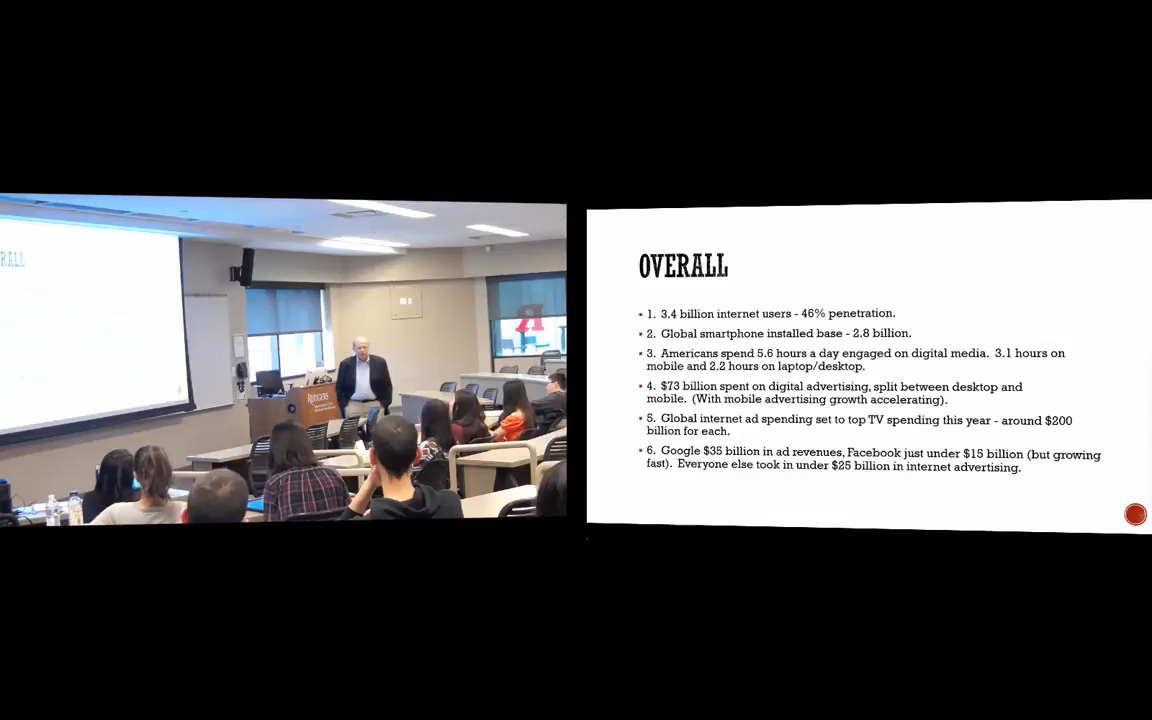 RALL
RUTGERS
R
OVERALL
1. 3.4 billion internet users - 46% penetration.
2. Global smartphone installed base - 2.8 billion.
3. Americans spend 5.6 hours a day engaged on digital media. 3.1 hours on
mobile and 2.2 hours on laptop/desktop.
4. $73 billion spent on digital advertising, split between desktop and
mobile. (With mobile advertising growth accelerating).
5. Global internet ad spending set to top TV spending this year - around $200
billion for each.
6. Google $35 billion in ad revenues, Facebook just under $15 billion (but growing
fast). Everyone else took in under $25 billion in internet advertising.